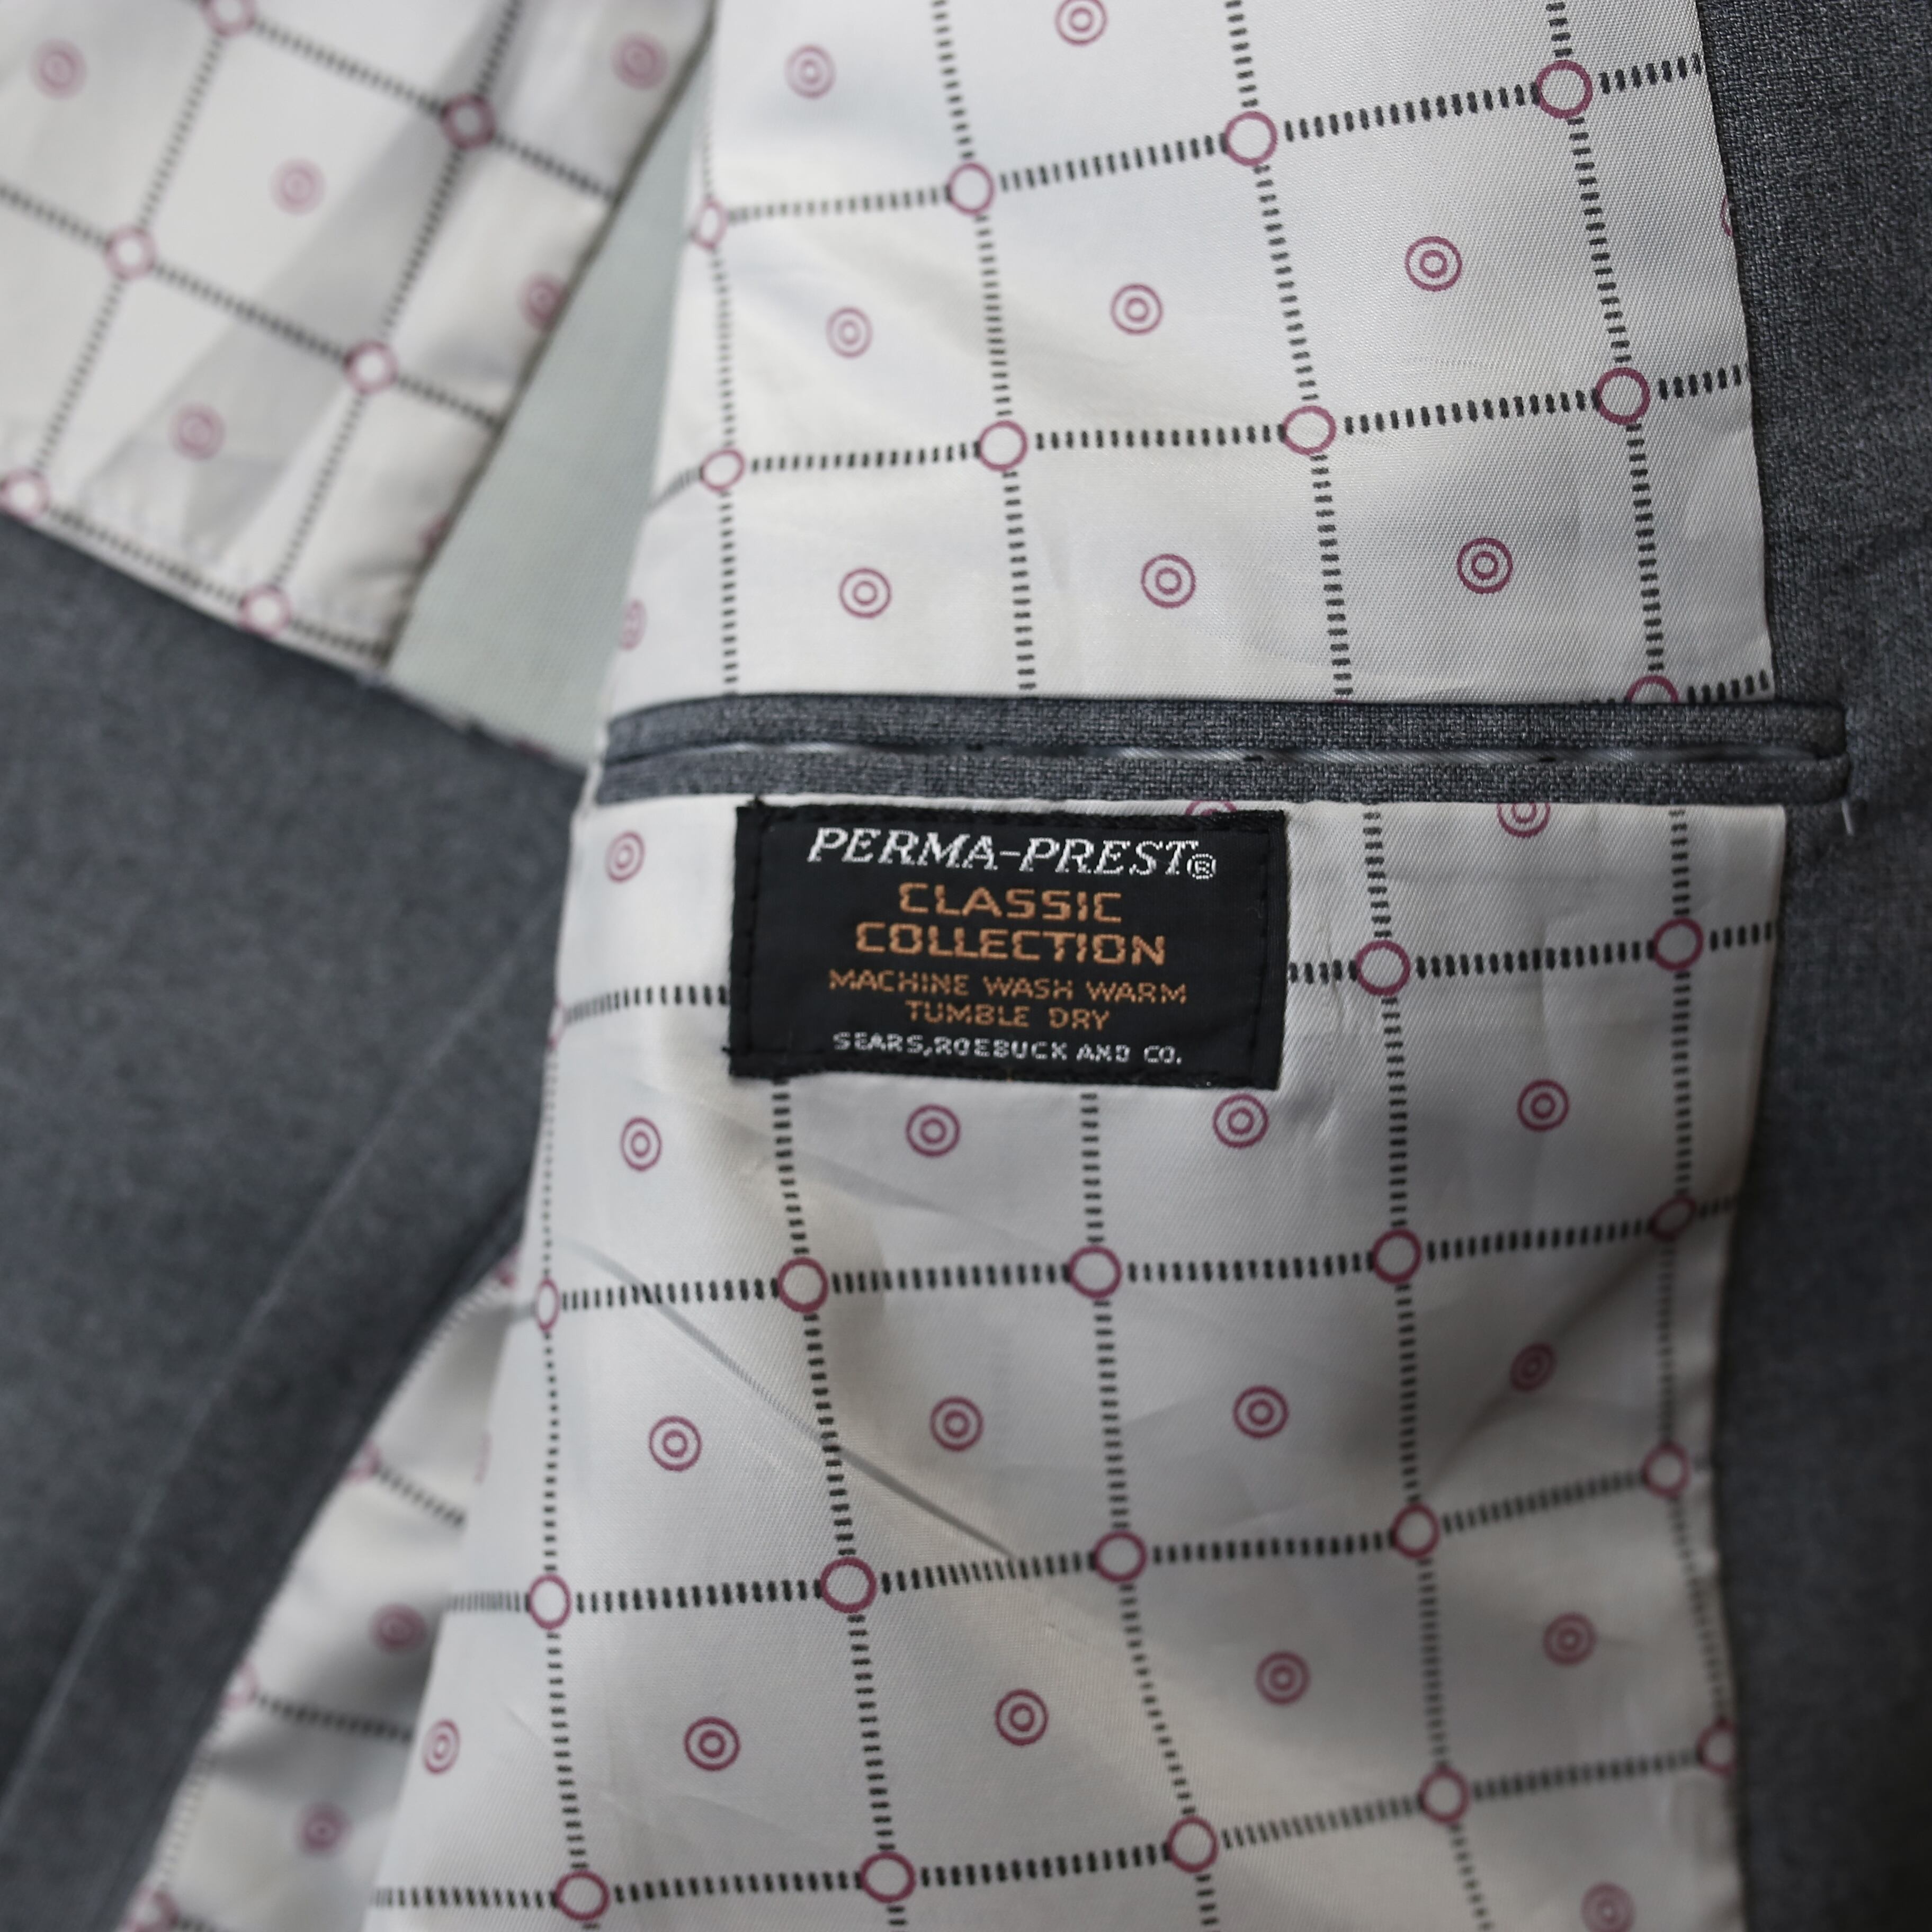 PERMA-PREST®
CLASSIC
COLLECTION
MACHINE WASH WARM
TUMBLE DRY
SEARS,ROEBUCK AND CO.